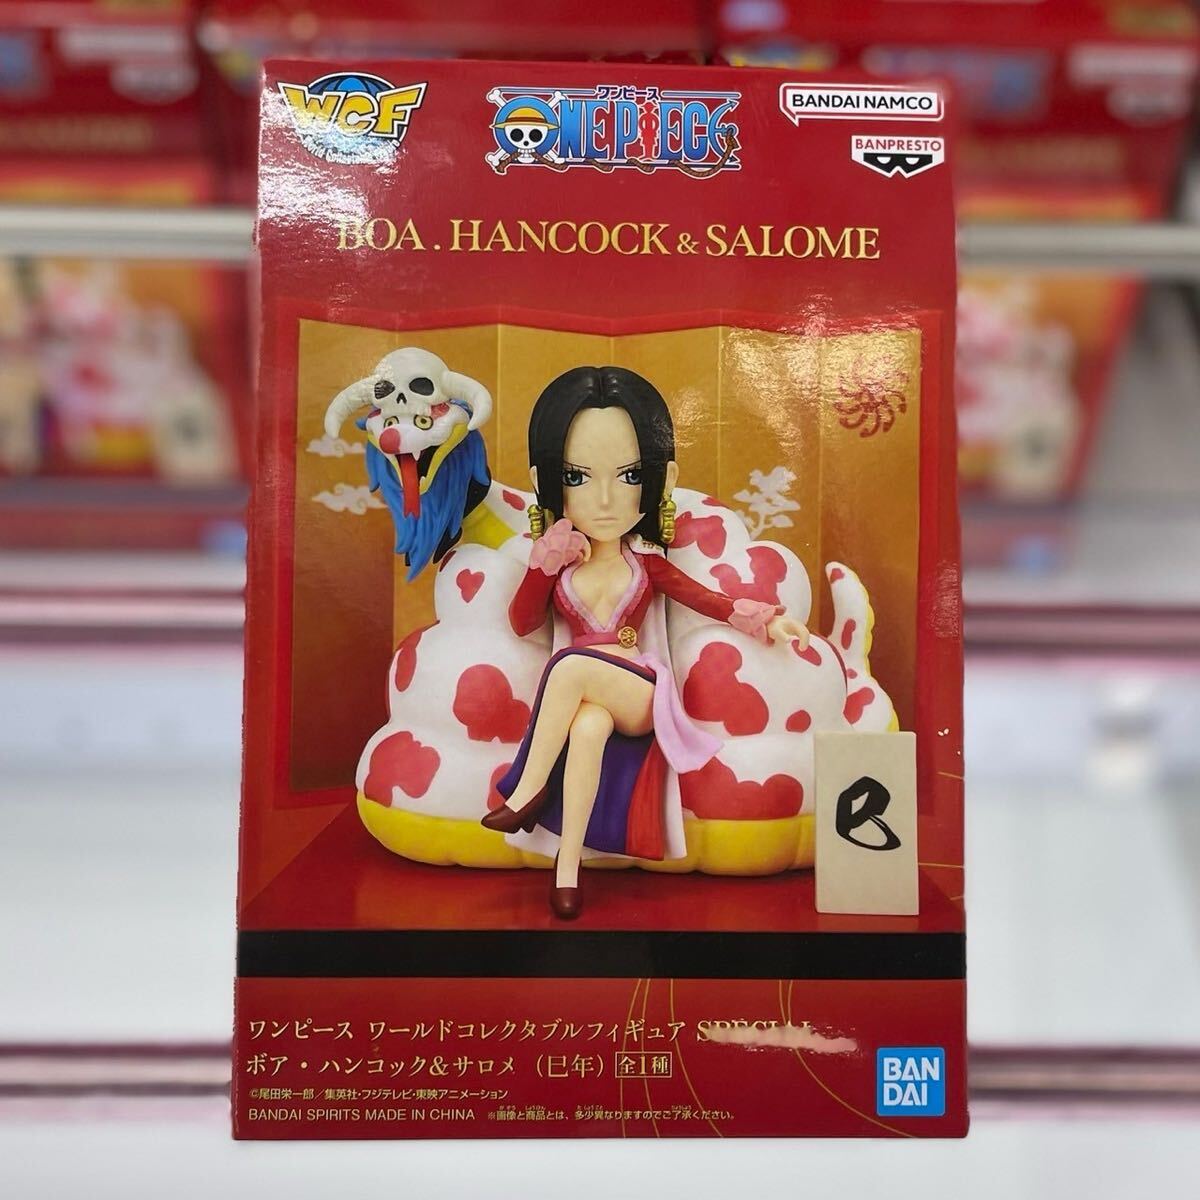 WCF
ワンピース
ONE PIECE
BANDAI NAMCO
BANPRESTO
BOA.HANCOCK & SALOME
巳
ワンピース ワールドコレクタブルフィギュア SPECIAL
ボア・ハンコック&サロメ (巳年) 全1種
©尾田栄一郎/集英社・フジテレビ・東映アニメーション
BANDAI SPIRITS MADE IN CHINA ※画像と商品とは、多少異なりますのでご了承ください。
BAN
DAI